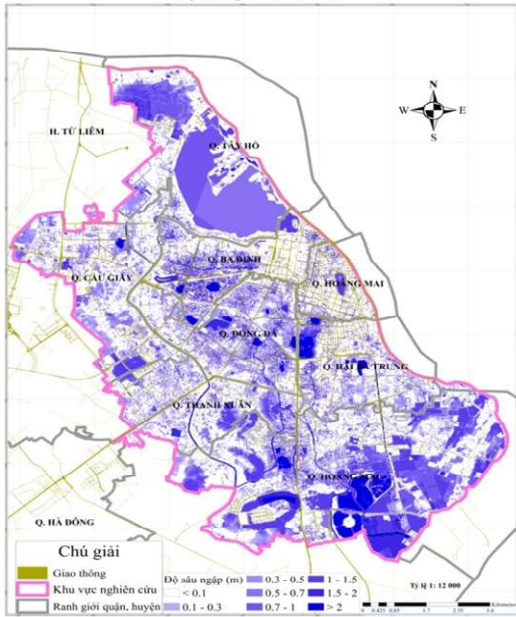 N
W E
S
H. TỪ LIÊM
Q. TÂY HỒ
Q. BA ĐÌNH
Q. CẦU GIẤY
Q. HOÀNG MAI
Q. ĐỐNG ĐA
Q. HAI BÀ TRƯNG
Q. THANH XUÂN
Q. HOÀNG MAI
Q. HÀ ĐÔNG
Chú giải
Giao thông
Khu vực nghiên cứu
Ranh giới quận, huyện
Độ sâu ngập (m)
< 0.1
0.1 - 0.3
0.3 - 0.5
0.5 - 0.7
0.7 - 1
1 - 1.5
1.5 - 2
> 2
Tỷ lệ 1: 12 000